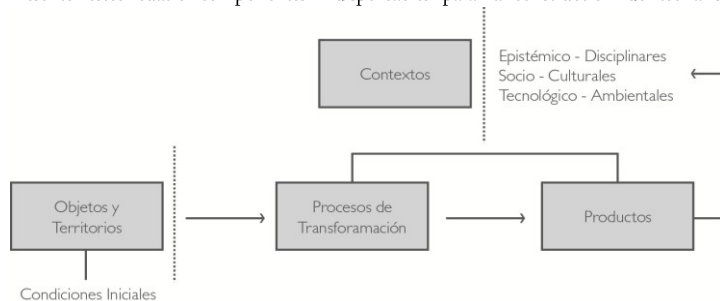 Contextos
Epistémico - Disciplinares
Socio - Culturales
Tecnológico - Ambientales
Objetos y
Territorios
Procesos de
Transforamación
Productos
Condiciones Iniciales